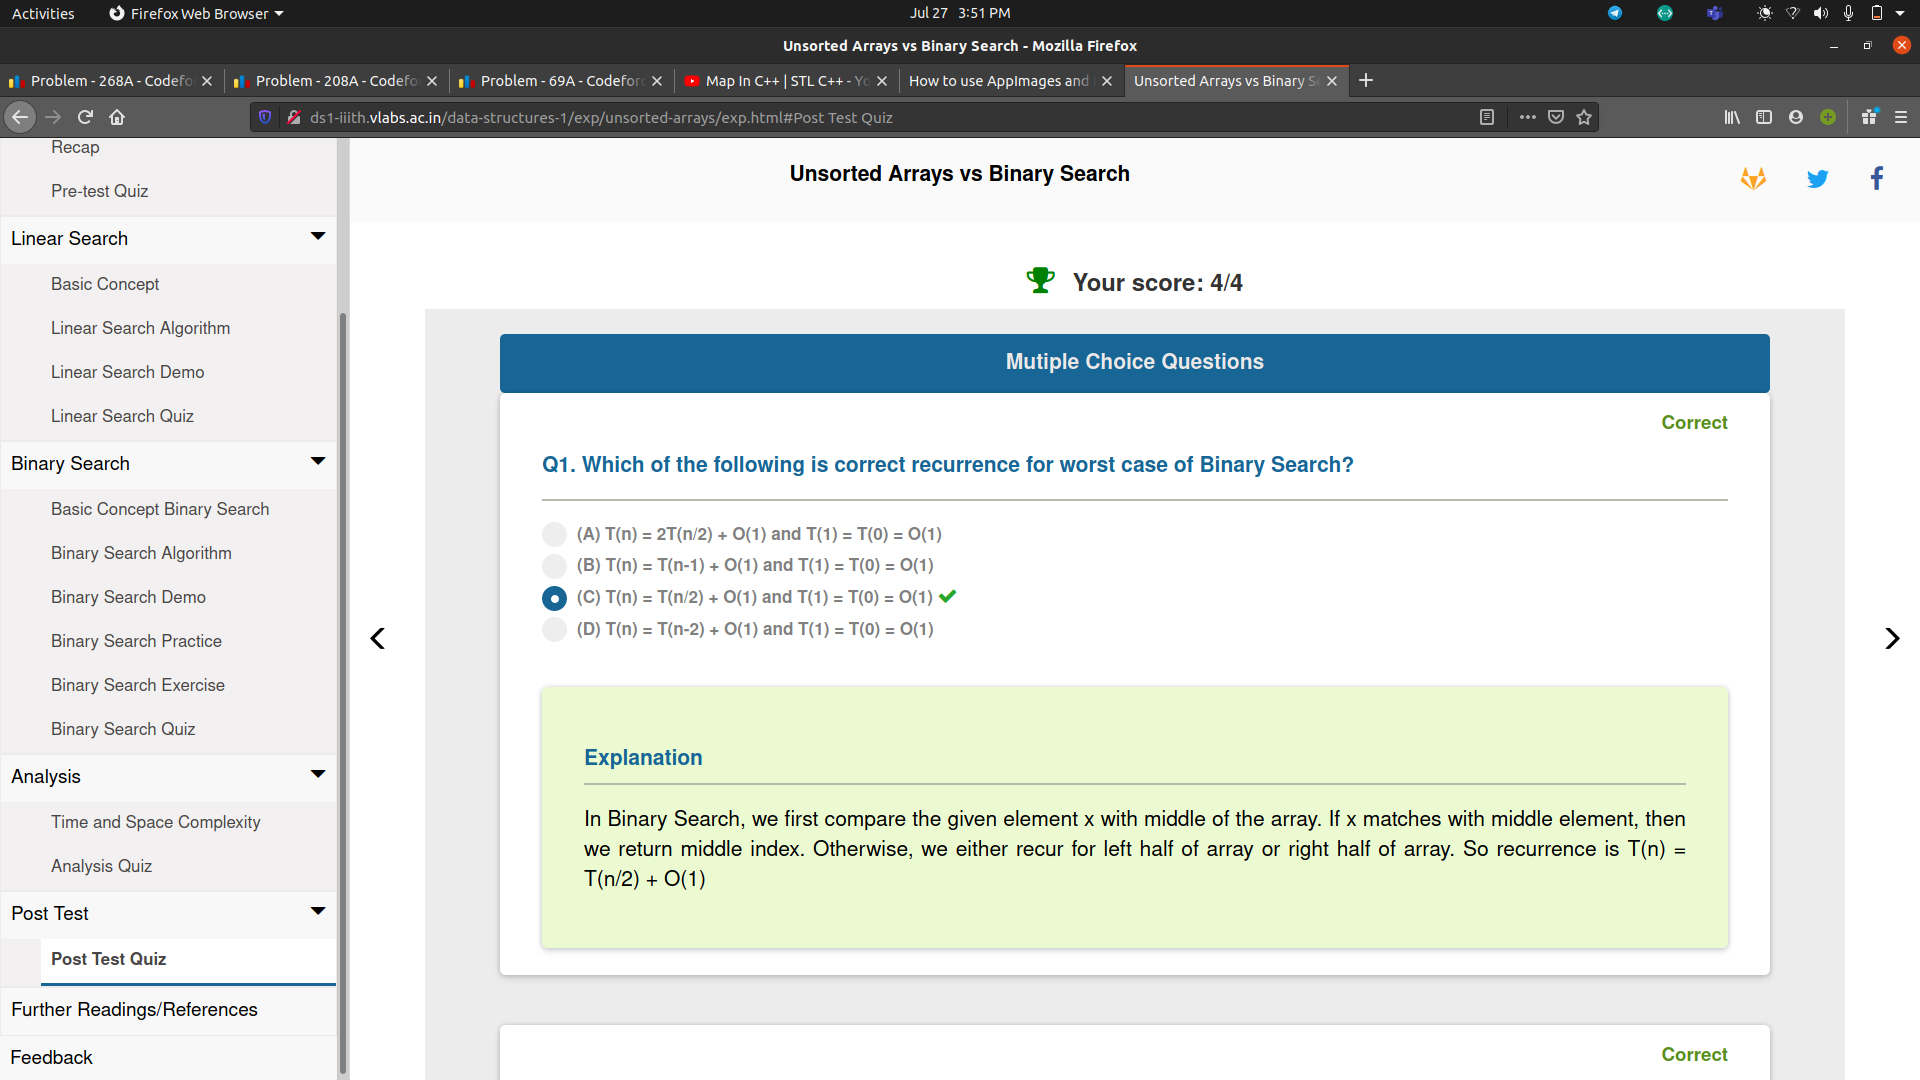 Activities
Firefox Web Browser
Jul 27 3:51 PM
Unsorted Arrays vs Binary Search - Mozilla Firefox
Problem - 268A - Codefo
Problem - 208A - Codefo
Problem - 69A - Codefor
Map In C++ | STL C++ - Yo
How to use AppImages and
Unsorted Arrays vs Binary S
ds1-iiith.vlabs.ac.in/data-structures-1/exp/unsorted-arrays/exp.html#Post Test Quiz
Recap
Pre-test Quiz
Linear Search
Basic Concept
Linear Search Algorithm
Linear Search Demo
Linear Search Quiz
Binary Search
Basic Concept Binary Search
Binary Search Algorithm
Binary Search Demo
Binary Search Practice
Binary Search Exercise
Binary Search Quiz
Analysis
Time and Space Complexity
Analysis Quiz
Post Test
Post Test Quiz
Further Readings/References
Feedback
Unsorted Arrays vs Binary Search
Your score: 4/4
Mutiple Choice Questions
Correct
Q1. Which of the following is correct recurrence for worst case of Binary Search?
(A) T(n) = 2T(n/2) + O(1) and T(1) = T(0) = O(1)
(B) T(n) = T(n-1) + O(1) and T(1) = T(0) = O(1)
(C) T(n) = T(n/2) + O(1) and T(1) = T(0) = O(1)
(D) T(n) = T(n-2) + O(1) and T(1) = T(0) = O(1)
Explanation
In Binary Search, we first compare the given element x with middle of the array. If x matches with middle element, then
we return middle index. Otherwise, we either recur for left half of array or right half of array. So recurrence is T(n) =
T(n/2) + O(1)
Correct